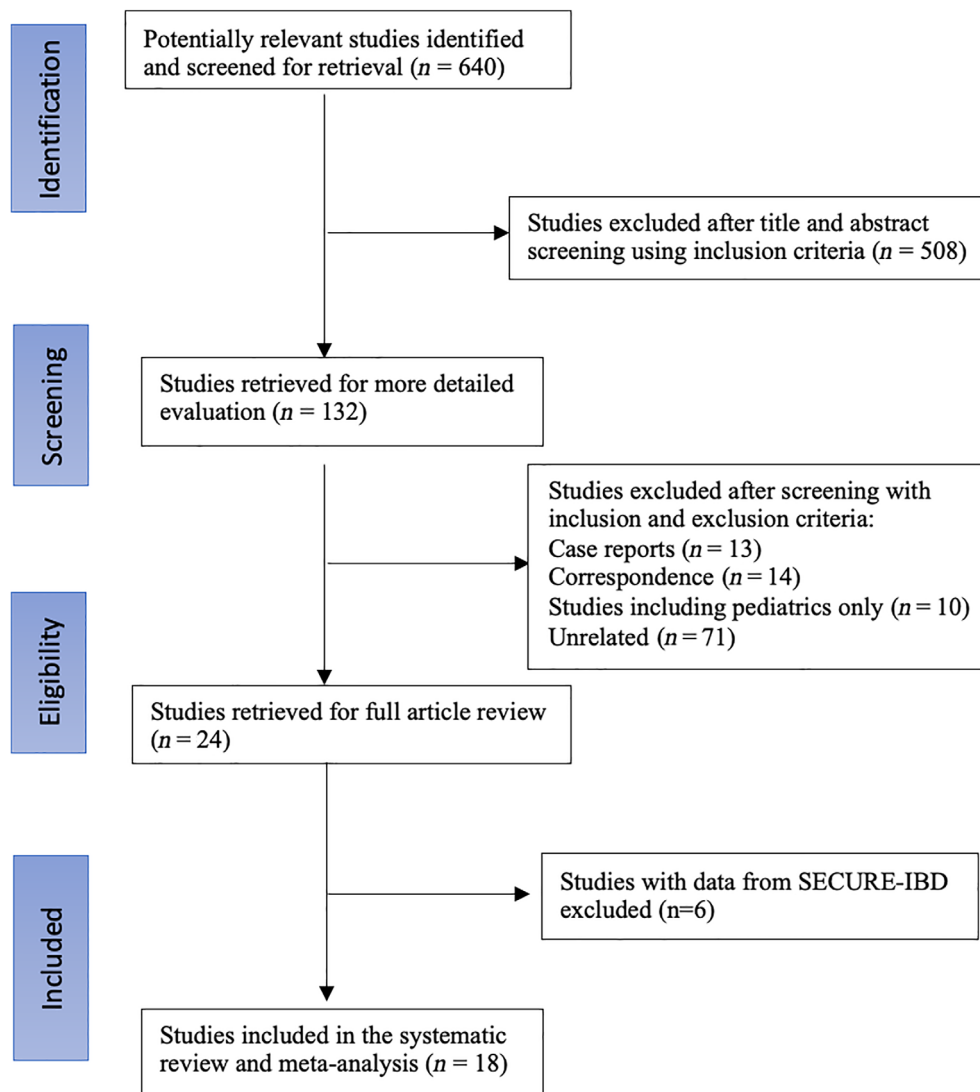 Identification
Potentially relevant studies identified
and screened for retrieval (n = 640)
Studies excluded after title and abstract
screening using inclusion criteria (n = 508)
Screening
Studies retrieved for more detailed
evaluation (n = 132)
Studies excluded after screening with
inclusion and exclusion criteria:
Case reports (n = 13)
Correspondence (n = 14)
Studies including pediatrics only (n = 10)
Unrelated (n = 71)
Eligibility
Studies retrieved for full article review
(n = 24)
Included
Studies with data from SECURE-IBD
excluded (n=6)
Studies included in the systematic
review and meta-analysis (n = 18)